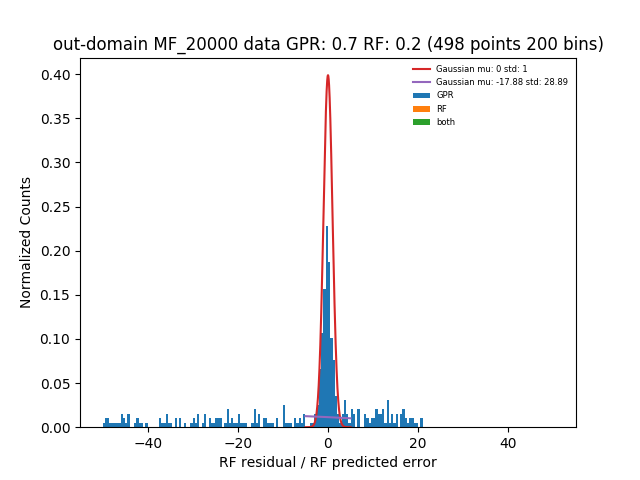 out-domain MF_20000 data GPR: 0.7 RF: 0.2 (498 points 200 bins)
Gaussian mu: 0 std: 1
Gaussian mu: -17.88 std: 28.89
GPR
RF
both
Normalized Counts
0.40
0.35
0.30
0.25
0.20
0.15
0.10
0.05
0.00
−40
−20
0
20
40
RF residual / RF predicted error